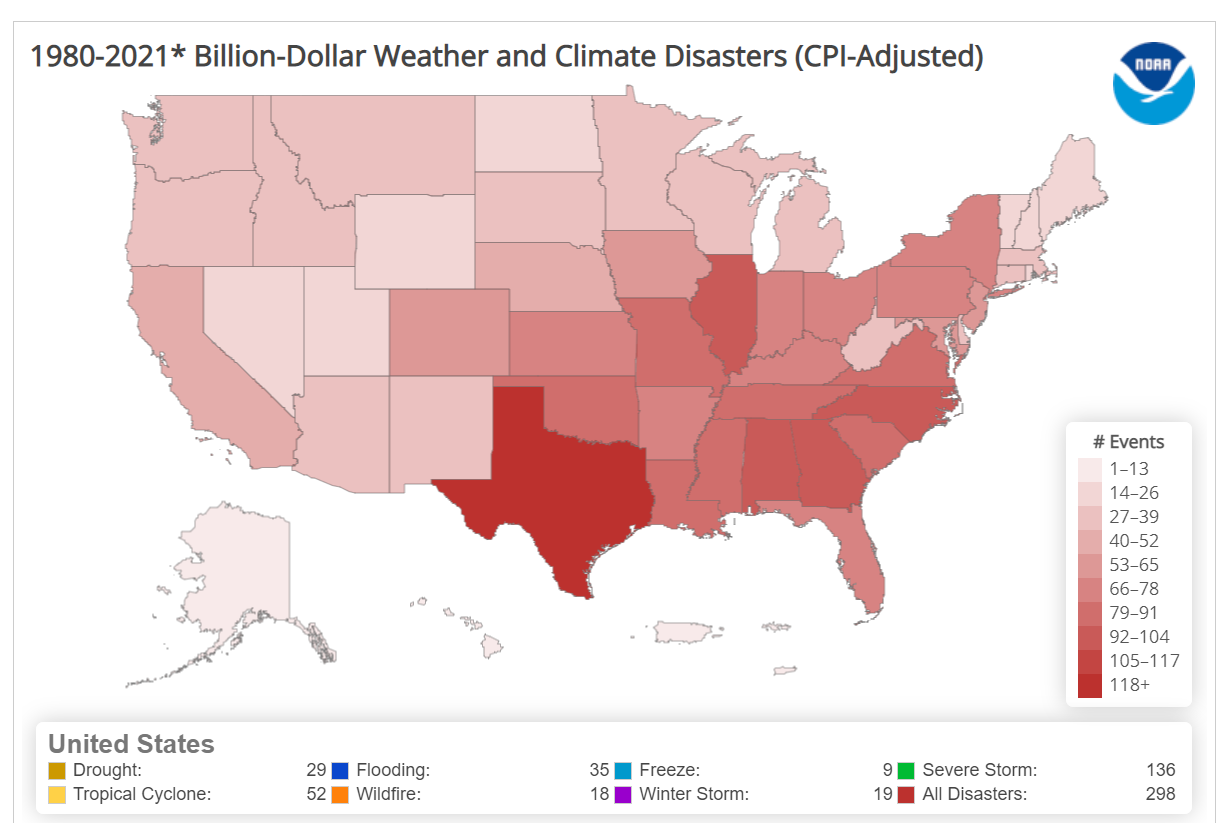 1980-2021* Billion-Dollar Weather and Climate Disasters (CPI-Adjusted)
NOAA
# Events
1–13
14–26
27–39
40–52
53–65
66–78
79–91
92–104
105–117
118+
United States
Drought: 29 Flooding: 35 Freeze: 9 Severe Storm: 136
Tropical Cyclone: 52 Wildfire: 18 Winter Storm: 19 All Disasters: 298